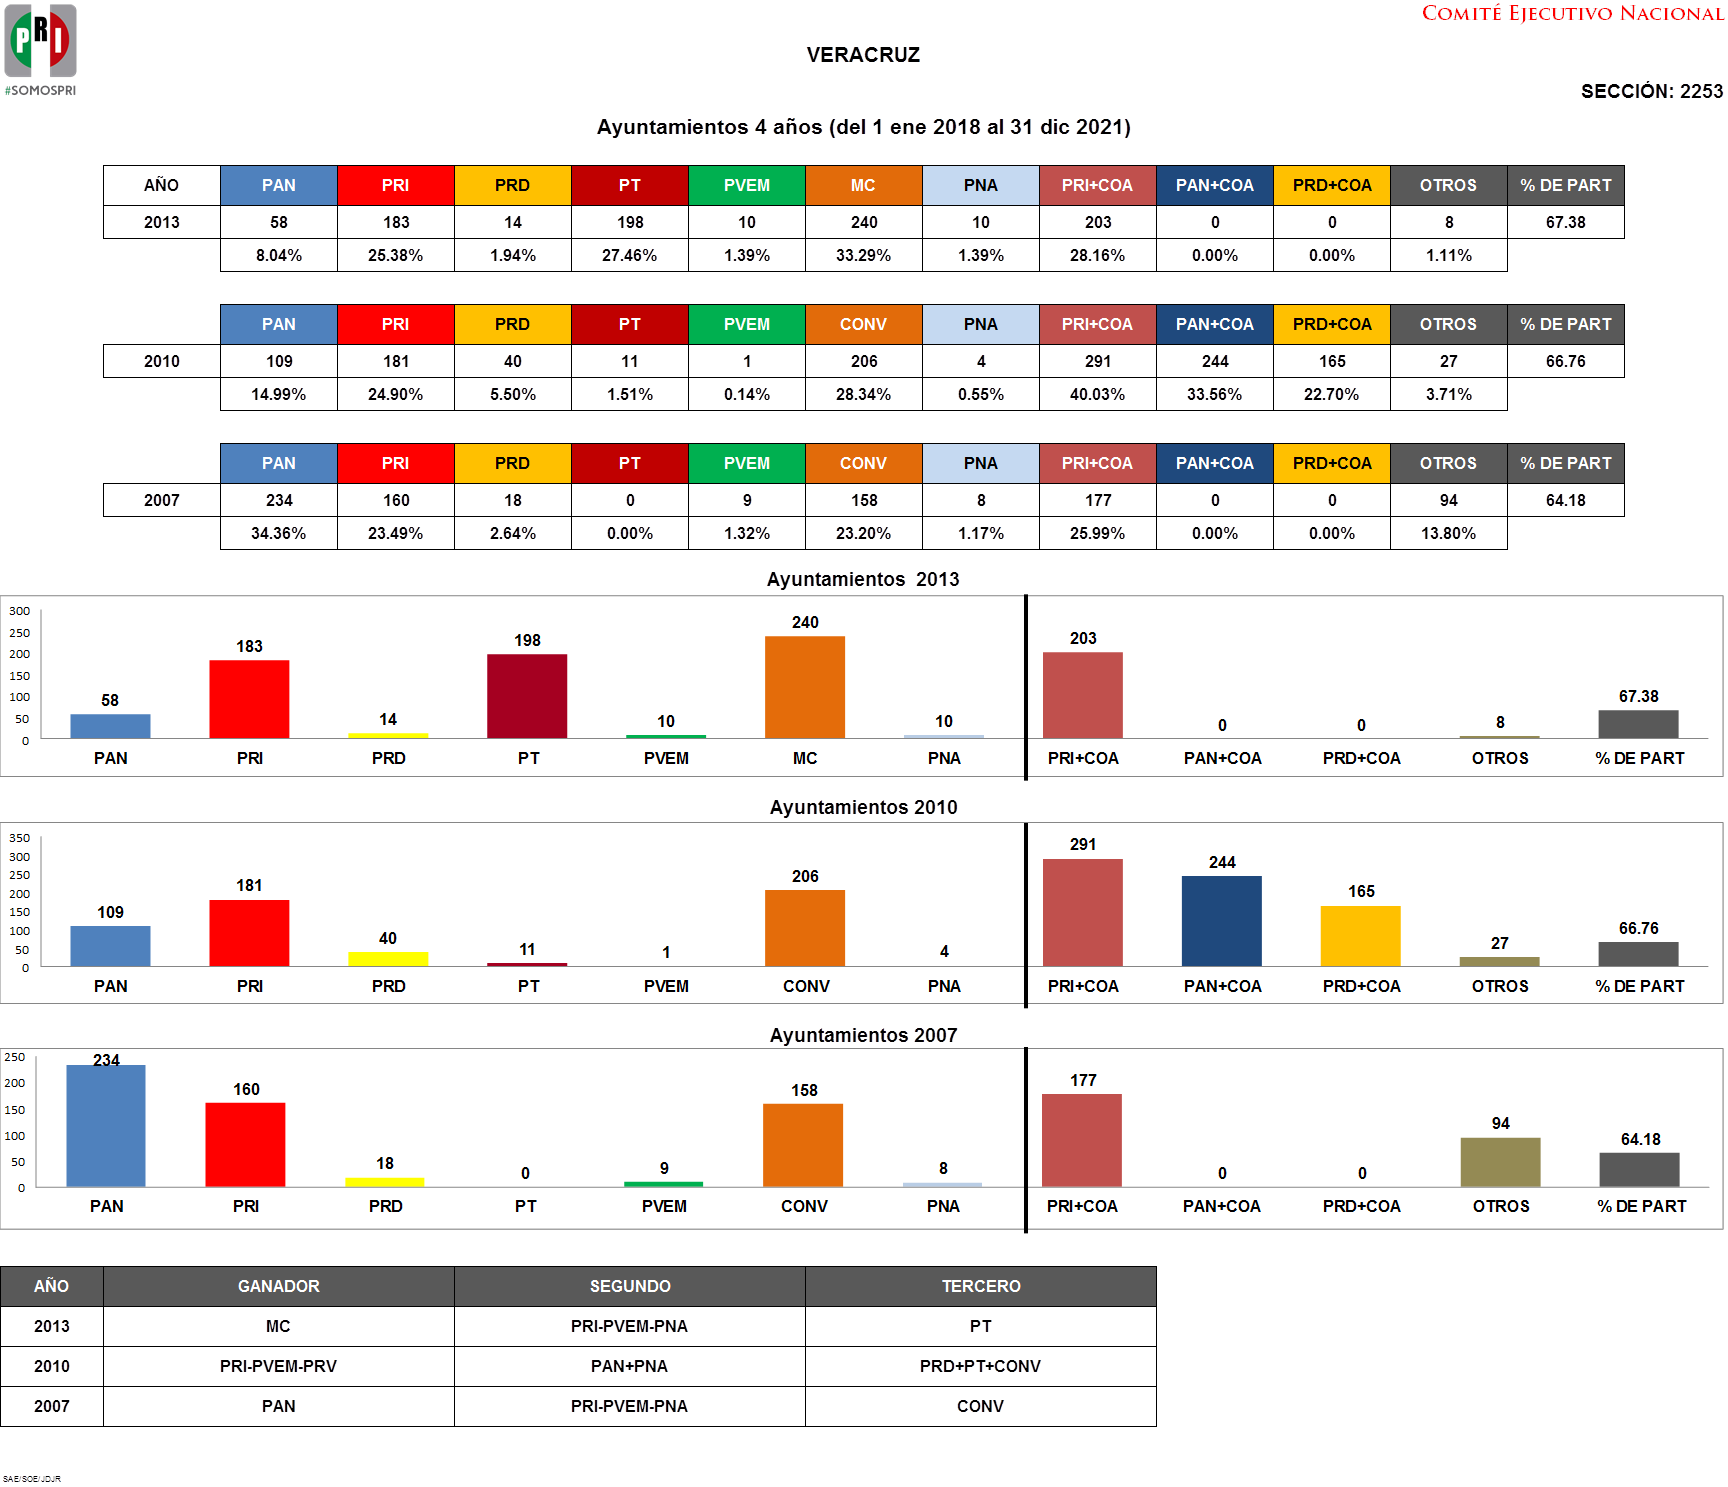 PRI
#SOMOSPRI
COMITÉ EJECUTIVO NACIONAL
VERACRUZ
SECCIÓN: 2253
Ayuntamientos 4 años (del 1 ene 2018 al 31 dic 2021)
AÑO PAN PRI PRD PT PVEM MC PNA PRI+COA PAN+COA PRD+COA OTROS % DE PART
2013 58 183 14 198 10 240 10 203 0 0 8 67.38
8.04% 25.38% 1.94% 27.46% 1.39% 33.29% 1.39% 28.16% 0.00% 0.00% 1.11%
PAN PRI PRD PT PVEM CONV PNA PRI+COA PAN+COA PRD+COA OTROS % DE PART
2010 109 181 40 11 1 206 4 291 244 165 27 66.76
14.99% 24.90% 5.50% 1.51% 0.14% 28.34% 0.55% 40.03% 33.56% 22.70% 3.71%
PAN PRI PRD PT PVEM CONV PNA PRI+COA PAN+COA PRD+COA OTROS % DE PART
2007 234 160 18 0 9 158 8 177 0 0 94 64.18
34.36% 23.49% 2.64% 0.00% 1.32% 23.20% 1.17% 25.99% 0.00% 0.00% 13.80%
Ayuntamientos 2013
300
250
200
150
100
50
0
58 183 14 198 10 240 10 203 0 0 8 67.38
PAN PRI PRD PT PVEM MC PNA PRI+COA PAN+COA PRD+COA OTROS % DE PART
Ayuntamientos 2010
350
300
250
200
150
100
50
0
109 181 40 11 1 206 4 291 244 165 27 66.76
PAN PRI PRD PT PVEM CONV PNA PRI+COA PAN+COA PRD+COA OTROS % DE PART
Ayuntamientos 2007
250
200
150
100
50
0
234 160 18 0 9 158 8 177 0 0 94 64.18
PAN PRI PRD PT PVEM CONV PNA PRI+COA PAN+COA PRD+COA OTROS % DE PART
AÑO GANADOR SEGUNDO TERCERO
2013 MC PRI-PVEM-PNA PT
2010 PRI-PVEM-PRV PAN+PNA PRD+PT+CONV
2007 PAN PRI-PVEM-PNA CONV
SAE/SOE/JDJR